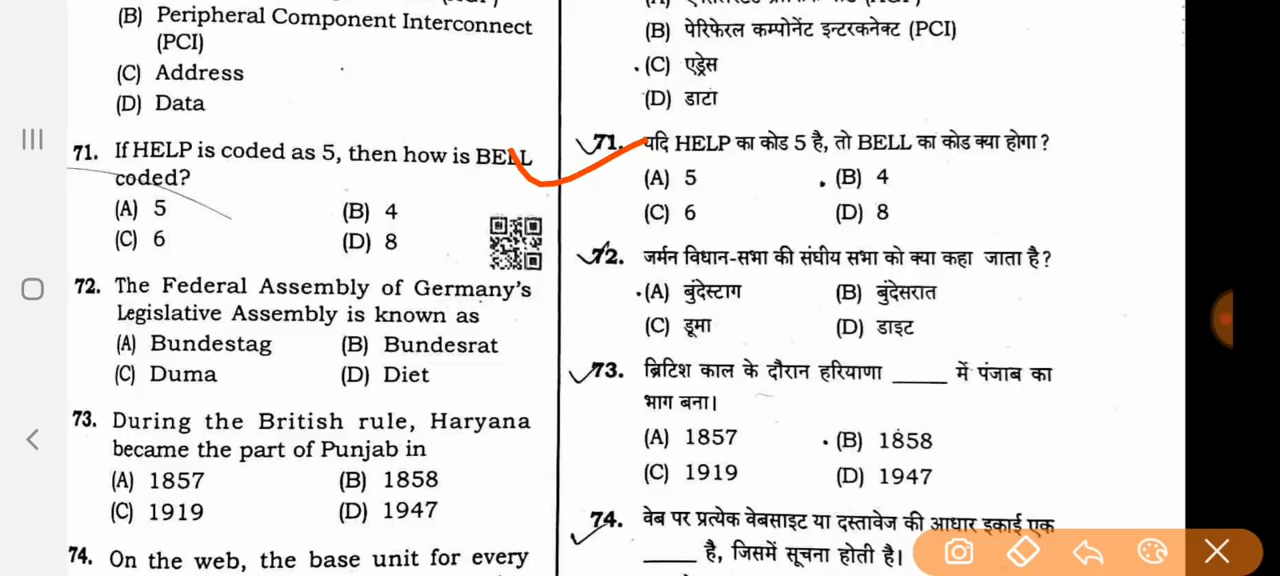 (B) Peripheral Component Interconnect
(PCI)
(C) Address
(D) Data
71. If HELP is coded as 5, then how is BELL
coded?
(A) 5 (B) 4
(C) 6 (D) 8
72. The Federal Assembly of Germany's
Legislative Assembly is known as
(A) Bundestag (B) Bundesrat
(C) Duma (D) Diet
73. During the British rule, Haryana
became the part of Punjab in
(A) 1857 (B) 1858
(C) 1919 (D) 1947
74. On the web, the base unit for every
(B) पेरिफेरल कम्पोनेंट इन्टरकनेक्ट (PCI)
(C) एड्रेस
(D) डाटा
71. यदि HELP का कोड 5 है, तो BELL का कोड क्या होगा ?
(A) 5 (B) 4
(C) 6 (D) 8
72. जर्मन विधान-सभा की संघीय सभा को क्या कहा जाता है ?
(A) बुंदेस्टाग (B) बुंदेसरात
(C) डूमा (D) डाइट
73. ब्रिटिश काल के दौरान हरियाणा _____ में पंजाब का
भाग बना।
(A) 1857 (B) 1858
(C) 1919 (D) 1947
74. वेब पर प्रत्येक वेबसाइट या दस्तावेज की आधार इकाई एक
_____ है, जिसमें सूचना होती है।